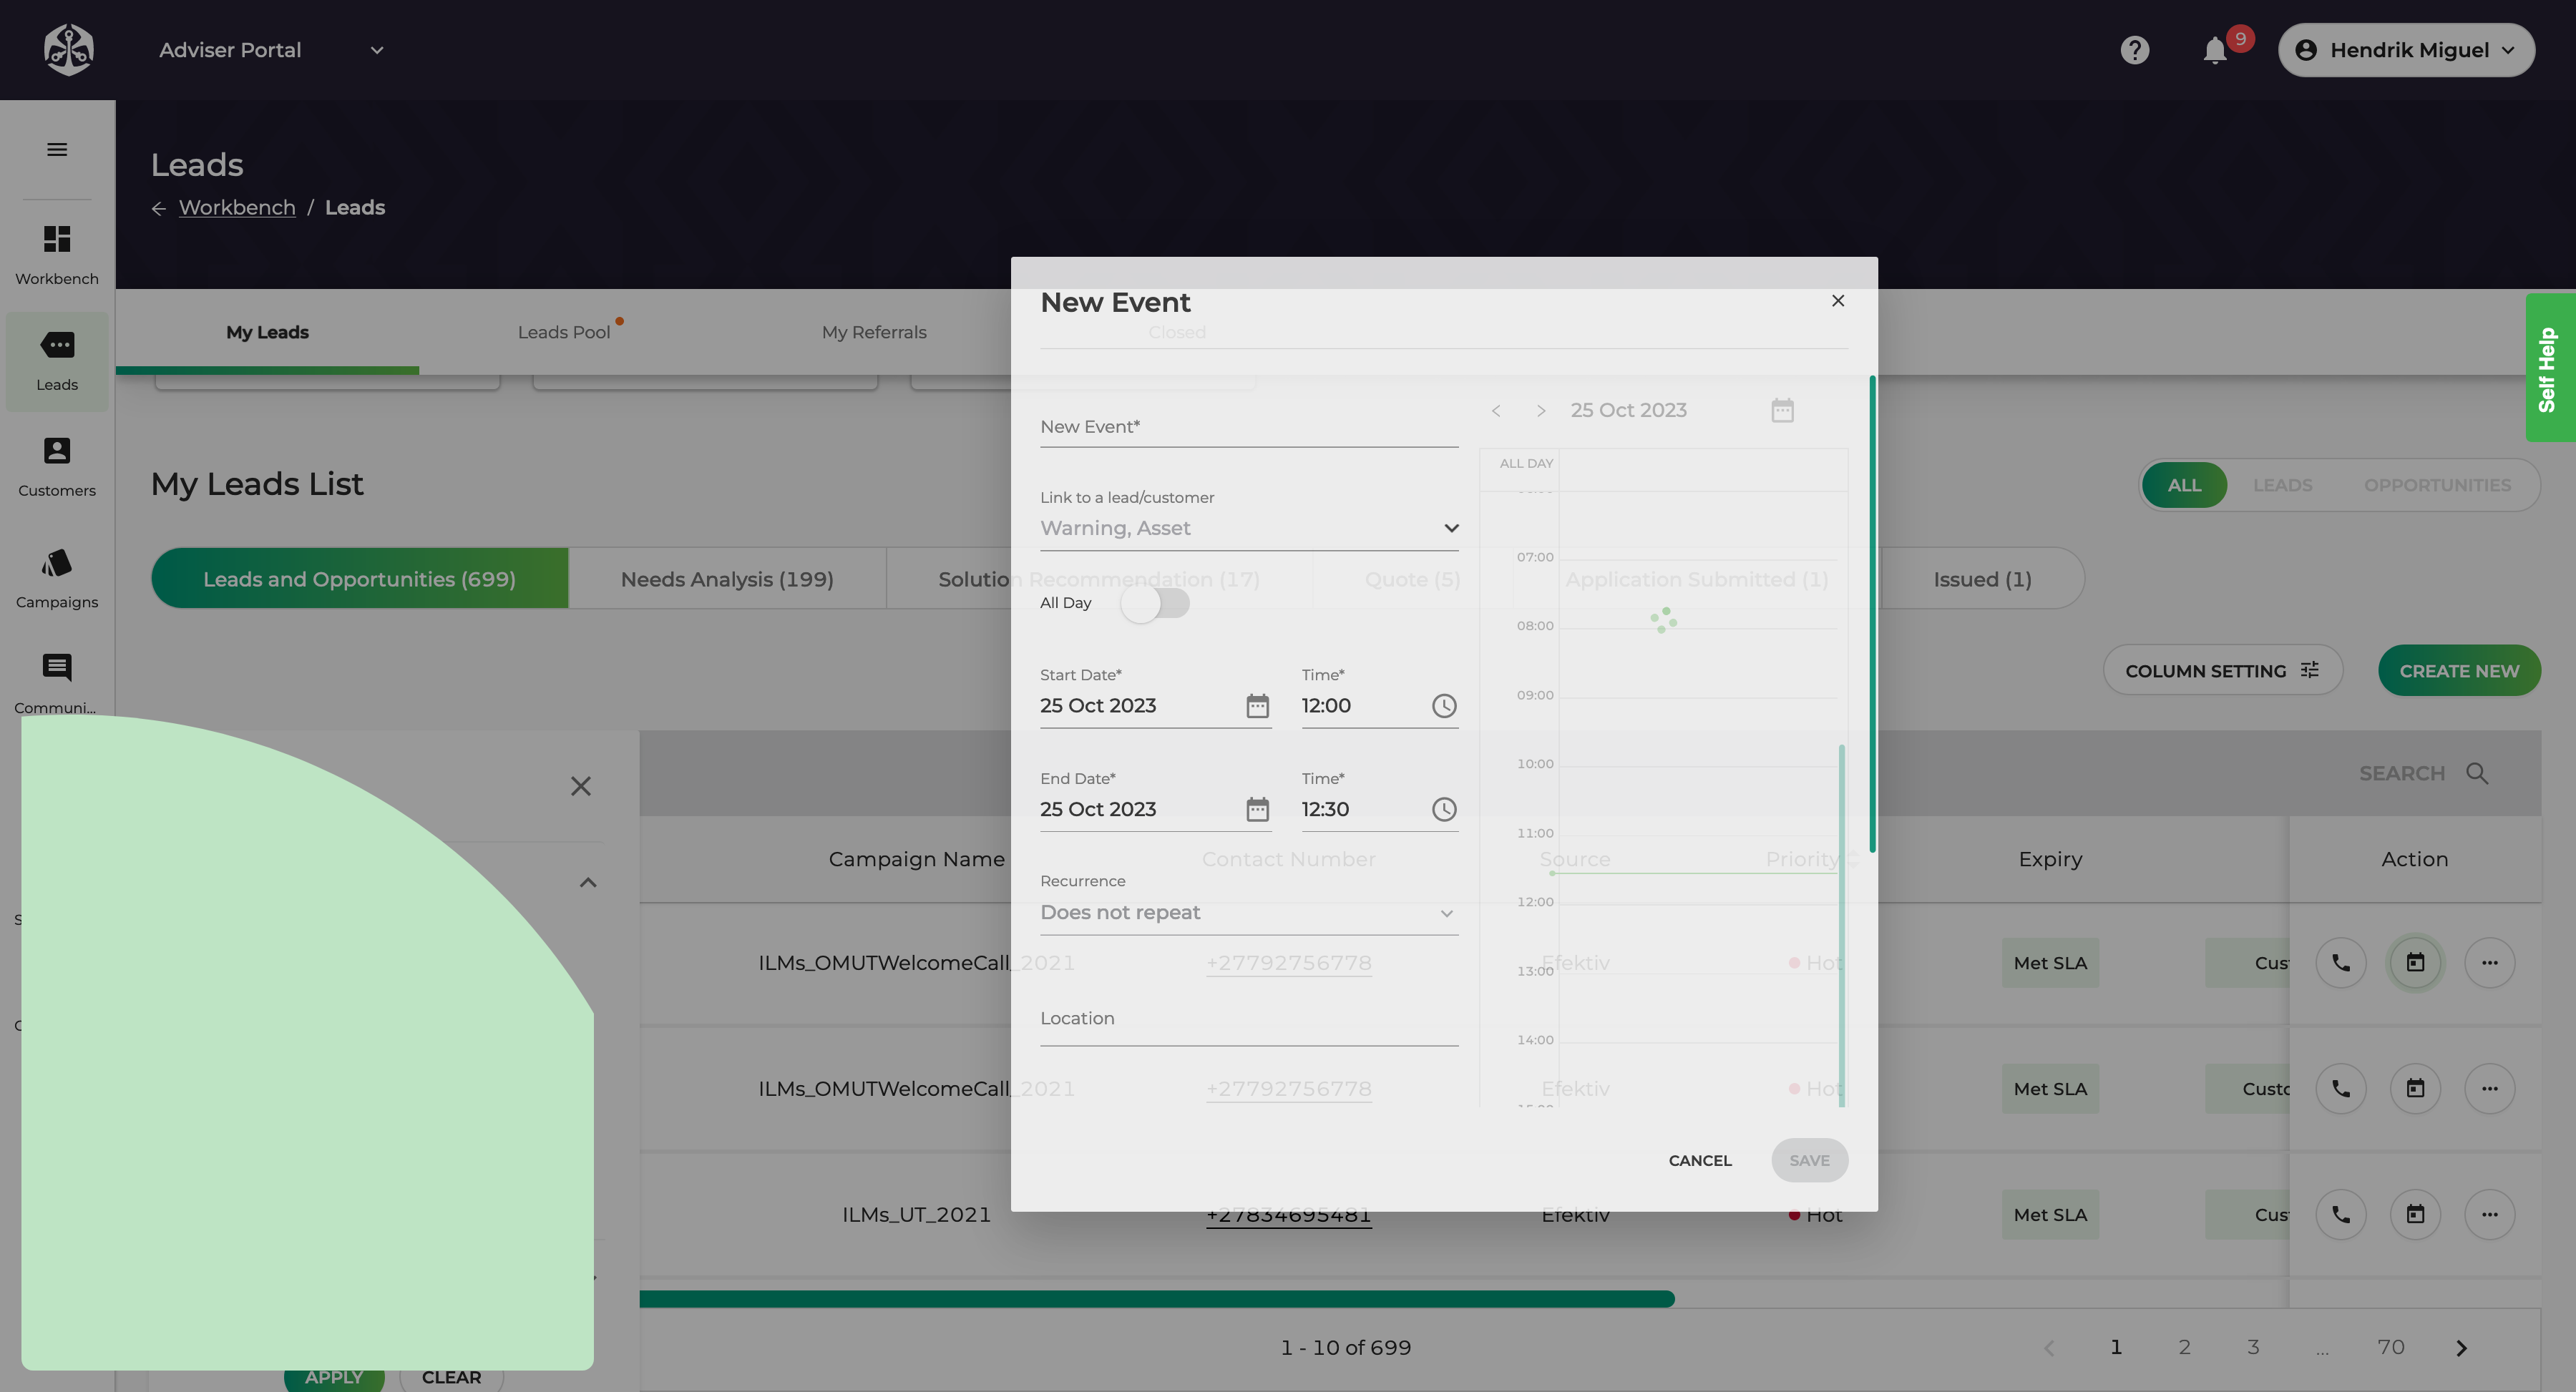 Adviser Portal
9
Hendrik Miguel
Leads
Workbench / Leads
Workbench
Leads
Customers
Campaigns
Communi...
My Leads
Leads Pool
My Referrals
Closed
Self Help
My Leads List
ALL
LEADS
OPPORTUNITIES
Leads and Opportunities (699)
Needs Analysis (199)
Solution Recommendation (17)
Quote (5)
Application Submitted (1)
Issued (1)
COLUMN SETTING
CREATE NEW
SEARCH
Campaign Name
Contact Number
Source
Priority
Expiry
Action
ILMs_OMUTWelcomeCall_2021
+27792756778
Efektiv
Hot
Met SLA
Cust
ILMs_OMUTWelcomeCall_2021
+27792756778
Efektiv
Hot
Met SLA
Custo
ILMs_UT_2021
+27834695481
Efektiv
Hot
Met SLA
Cust
1 - 10 of 699
1
2
3
...
70
APPLY
CLEAR
New Event
New Event*
Link to a lead/customer
Warning, Asset
All Day
Start Date*
25 Oct 2023
Time*
12:00
End Date*
25 Oct 2023
Time*
12:30
Recurrence
Does not repeat
Location
25 Oct 2023
ALL DAY
07:00
08:00
09:00
10:00
11:00
12:00
13:00
14:00
CANCEL
SAVE